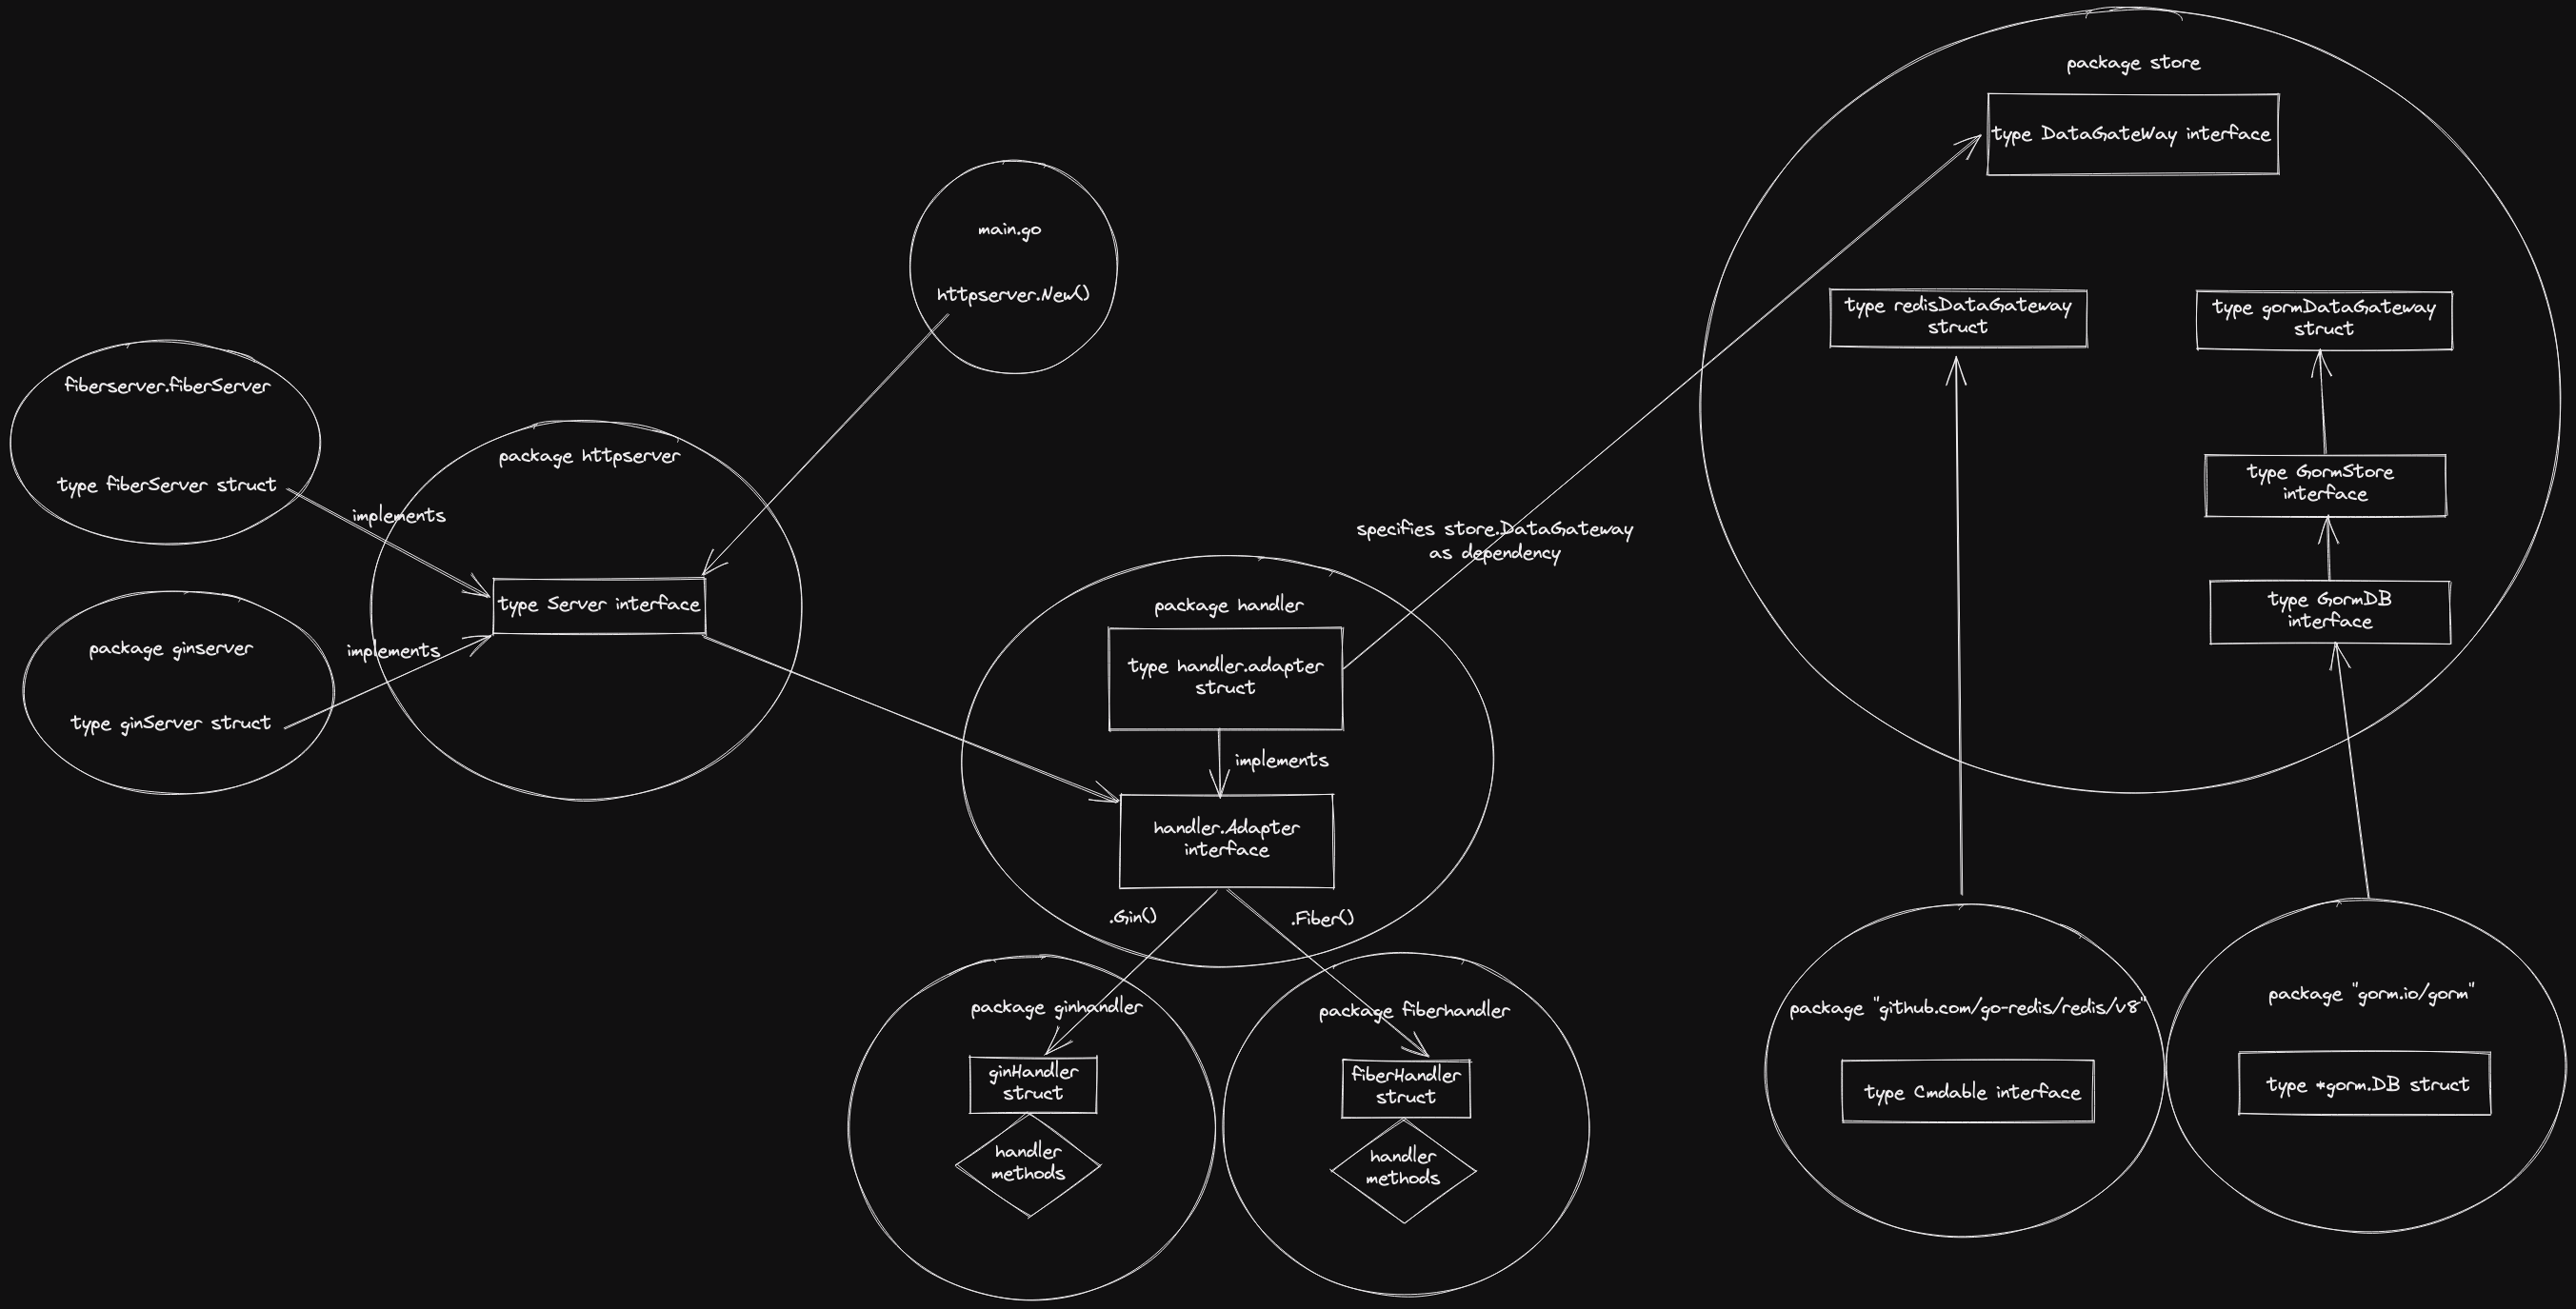 package store
type DataGateWay interface
main.go
httpserver.New()
type redisDataGateway
struct
type gormDataGateway
struct
fiberserver.fiberServer
type fiberServer struct
implements
package httpserver
type Server interface
package ginserver
type ginServer struct
implements
type GormStore
interface
type GormDB
interface
specifies store.DataGateway
as dependency
package handler
type handler.adapter
struct
implements
handler.Adapter
interface
.Gin()
.Fiber()
package ginhandler
ginHandler
struct
handler
methods
package fiberhandler
fiberHandler
struct
handler
methods
package "github.com/go-redis/redis/v8"
type Cmdable interface
package "gorm.io/gorm"
type *gorm.DB struct